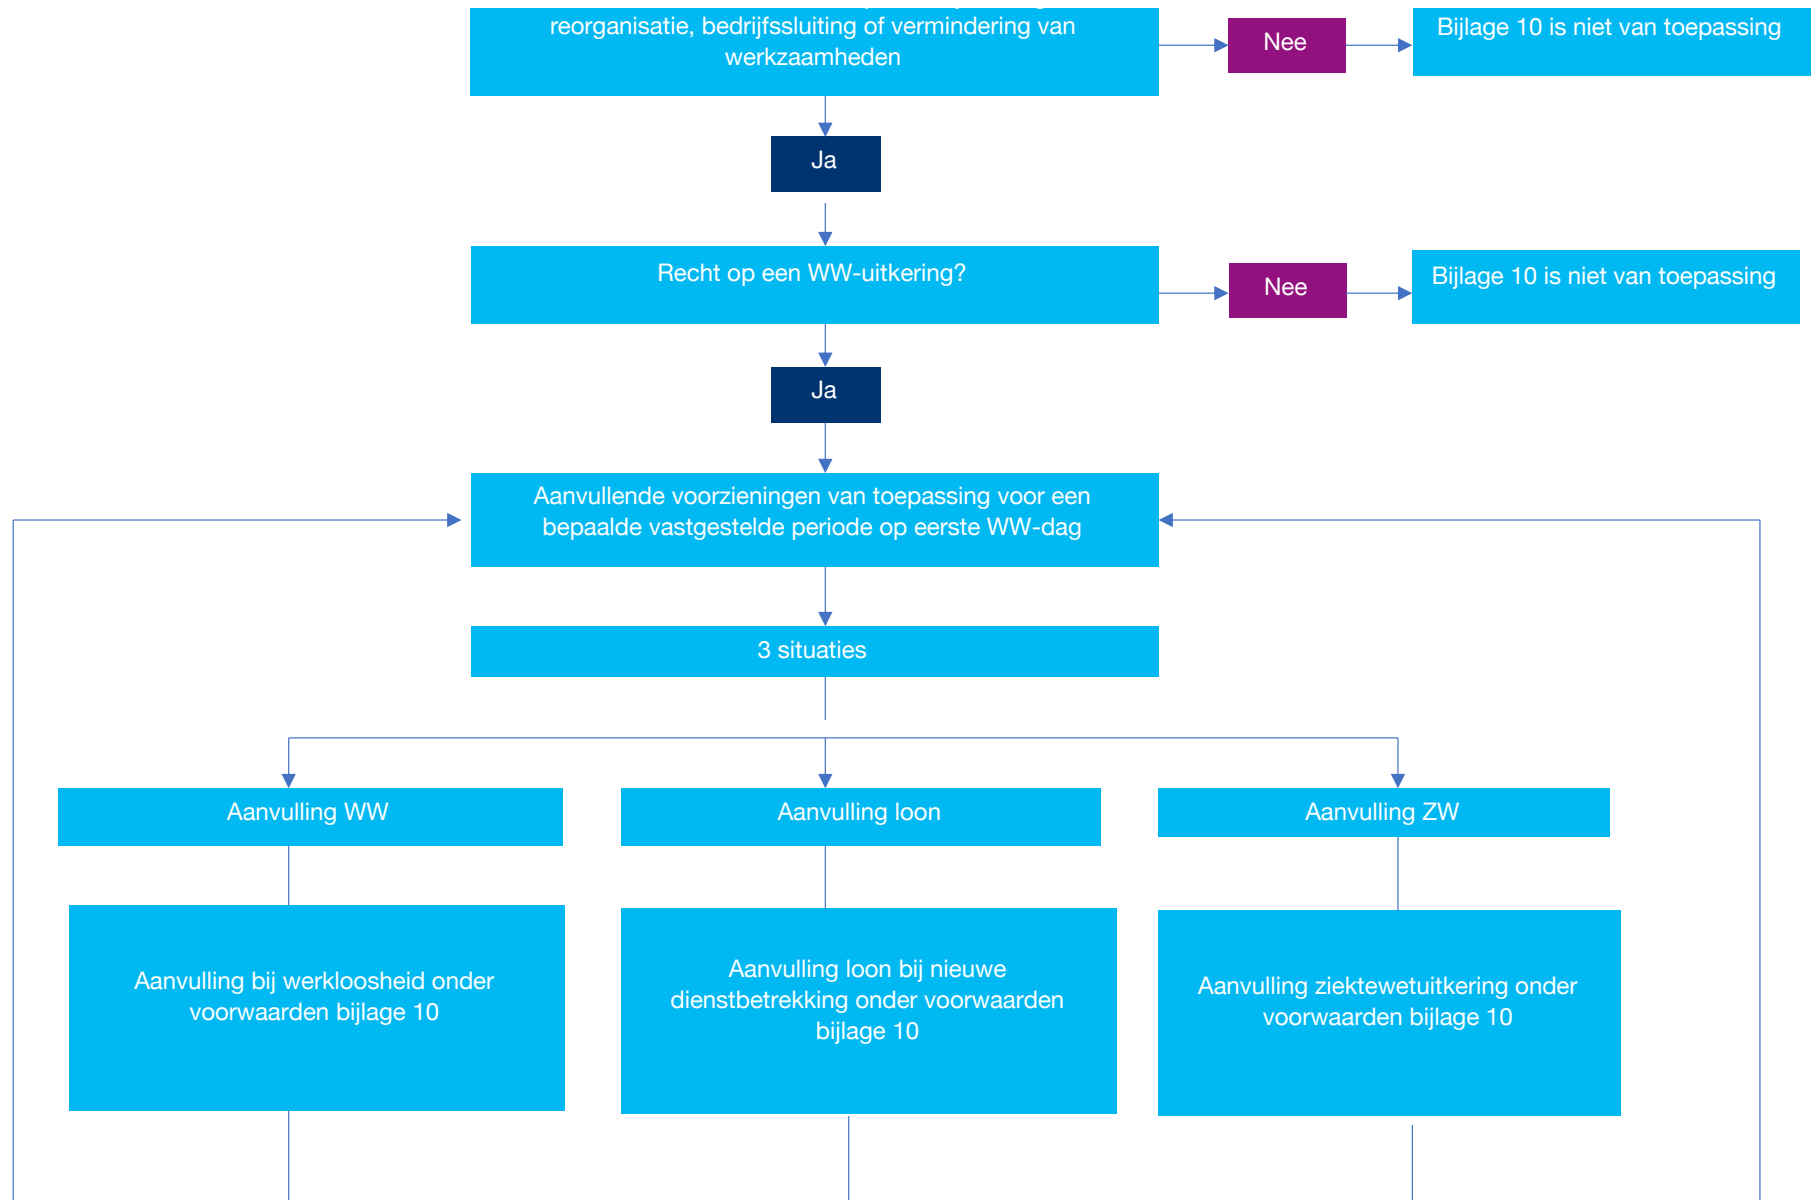 reorganisatie, bedrijfssluiting of vermindering van
werkzaamheden
Nee
Bijlage 10 is niet van toepassing
Ja
Recht op een WW-uitkering?
Nee
Bijlage 10 is niet van toepassing
Ja
Aanvullende voorzieningen van toepassing voor een
bepaalde vastgestelde periode op eerste WW-dag
3 situaties
Aanvulling WW
Aanvulling loon
Aanvulling ZW
Aanvulling bij werkloosheid onder
voorwaarden bijlage 10
Aanvulling loon bij nieuwe
dienstbetrekking onder voorwaarden
bijlage 10
Aanvulling ziektewetuitkering onder
voorwaarden bijlage 10